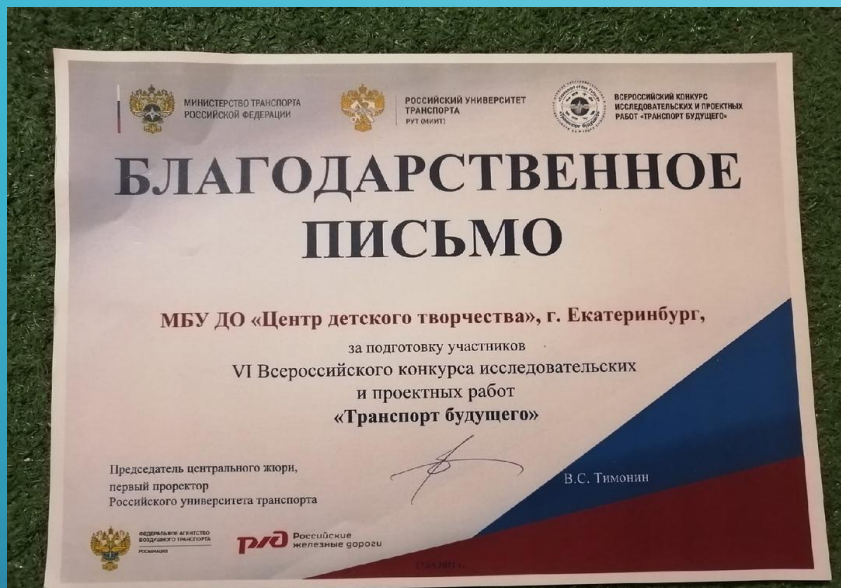 МИНИСТЕРСТВО ТРАНСПОРТА
РОССИЙСКОЙ ФЕДЕРАЦИИ
РОССИЙСКИЙ УНИВЕРСИТЕТ
ТРАНСПОРТА
РУТ (МИИТ)
ВСЕРОССИЙСКИЙ КОНКУРС
ИССЛЕДОВАТЕЛЬСКИХ И ПРОЕКТНЫХ
РАБОТ «ТРАНСПОРТ БУДУЩЕГО»
БЛАГОДАРСТВЕННОЕ
ПИСЬМО
МБУ ДО «Центр детского творчества», г. Екатеринбург,
за подготовку участников
VI Всероссийского конкурса исследовательских
и проектных работ
«Транспорт будущего»
Председатель центрального жюри,
первый проректор
Российского университета транспорта
В.С. Тимонин
ФЕДЕРАЛЬНОЕ АГЕНТСТВО
ВОЗДУШНОГО ТРАНСПОРТА
РОСАВИАЦИЯ
РЖД
Российские
железные дороги